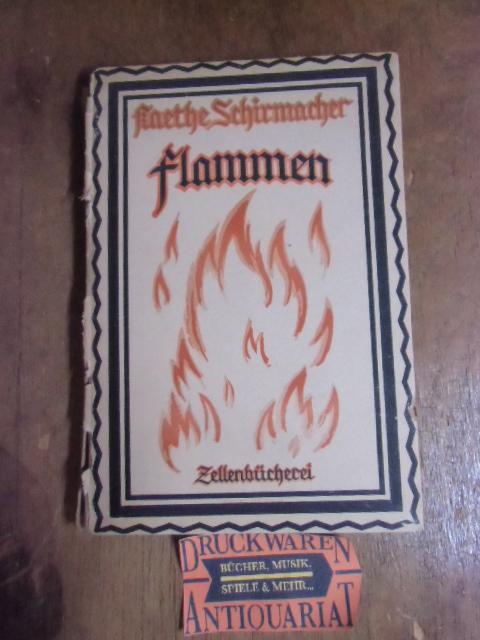 Kaethe Schirmacher
Flammen
Zellenbücherei
DRUCKWAREN
BÜCHER, MUSIK,
SPIELE & MEHR...
ANTIQUARIAT